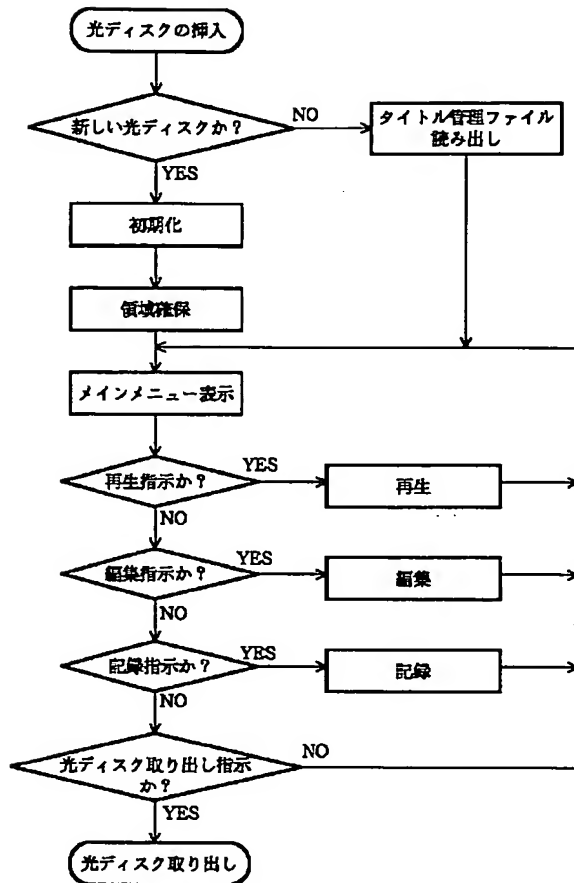 光ディスクの挿入
新しい光ディスクか？
NO
タイトル管理ファイル
読み出し
YES
初期化
領域確保
メインメニュー表示
再生指示か？
YES
再生
NO
編集指示か？
YES
編集
NO
記録指示か？
YES
記録
NO
光ディスク取り出し指示
か？
NO
YES
光ディスク取り出し